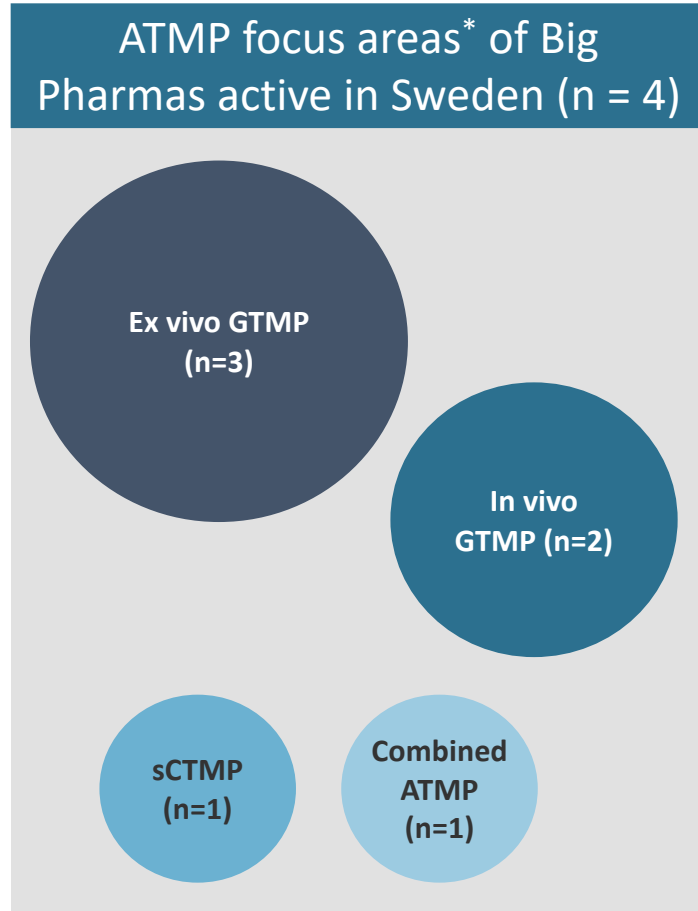 ATMP focus areas* of Big
Pharmas active in Sweden (n = 4)
Ex vivo GTMP
(n=3)
In vivo
GTMP (n=2)
sCTMP
(n=1)
Combined
ATMP
(n=1)